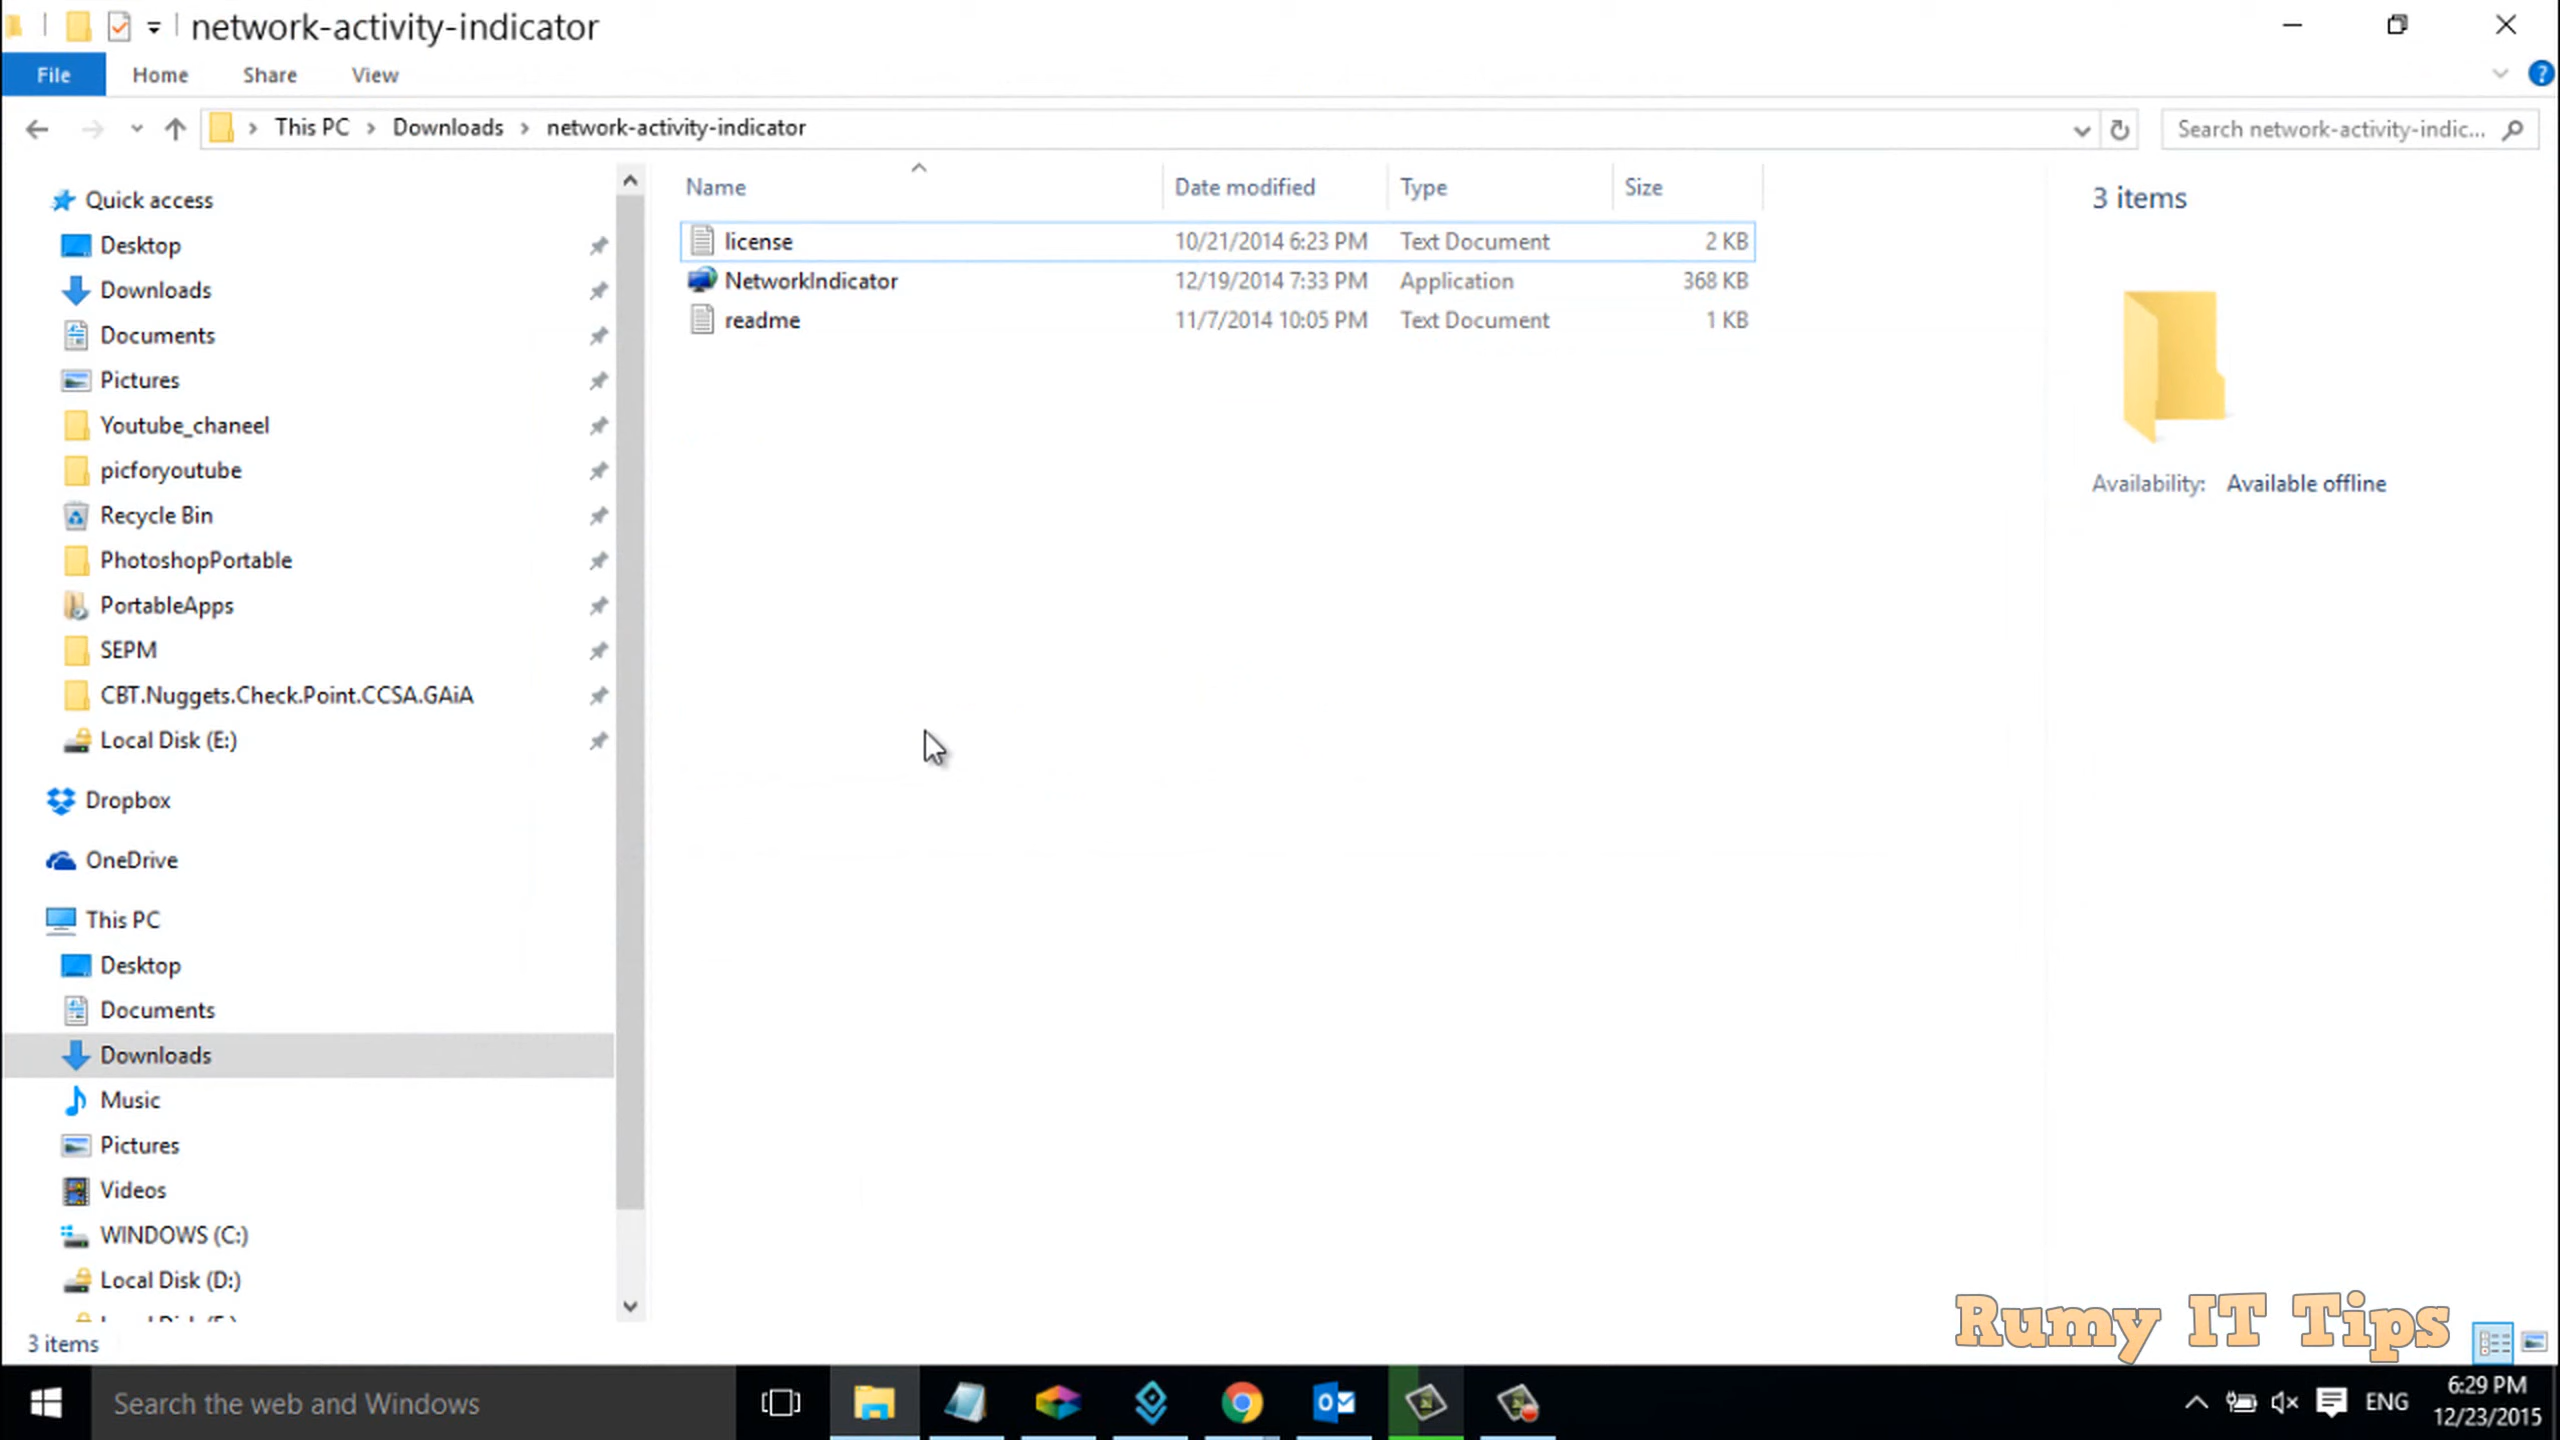 network-activity-indicator
File Home Share View
This PC Downloads network-activity-indicator
Search network-activity-indic...
Quick access
Desktop
Downloads
Documents
Pictures
Youtube_chaneel
picforyoutube
Recycle Bin
PhotoshopPortable
PortableApps
SEPM
CBT.Nuggets.Check.Point.CCSA.GAiA
Local Disk (E:)
Dropbox
OneDrive
This PC
Desktop
Documents
Downloads
Music
Pictures
Videos
WINDOWS (C:)
Local Disk (D:)
Name Date modified Type Size
license 10/21/2014 6:23 PM Text Document 2 KB
NetworkIndicator 12/19/2014 7:33 PM Application 368 KB
readme 11/7/2014 10:05 PM Text Document 1 KB
3 items
Availability: Available offline
3 items
Rumy IT Tips
Search the web and Windows
ENG
6:29 PM
12/23/2015